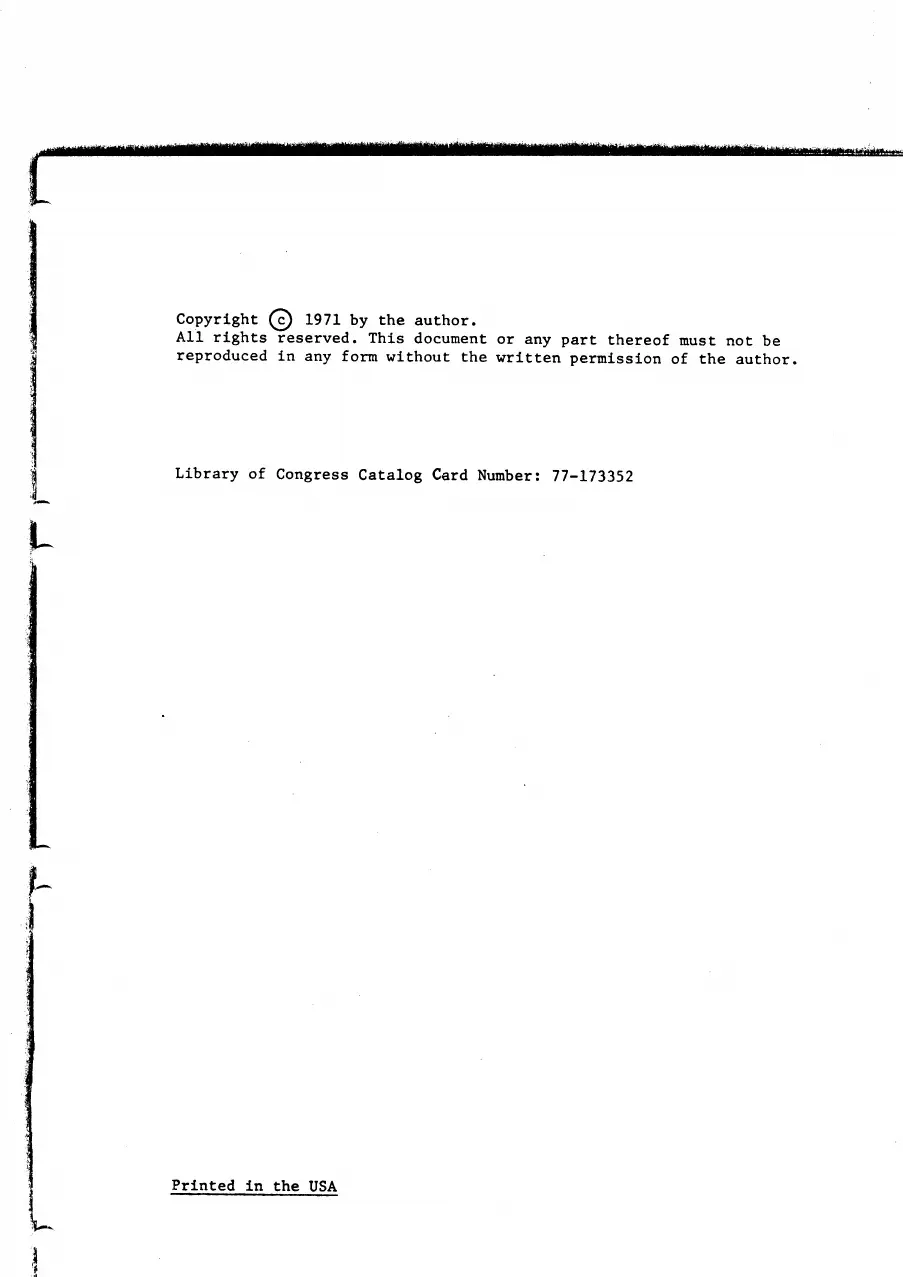 Copyright © 1971 by the author.
All rights reserved. This document or any part thereof must not be
reproduced in any form without the written permission of the author.
Library of Congress Catalog Card Number: 77-173352
Printed in the USA